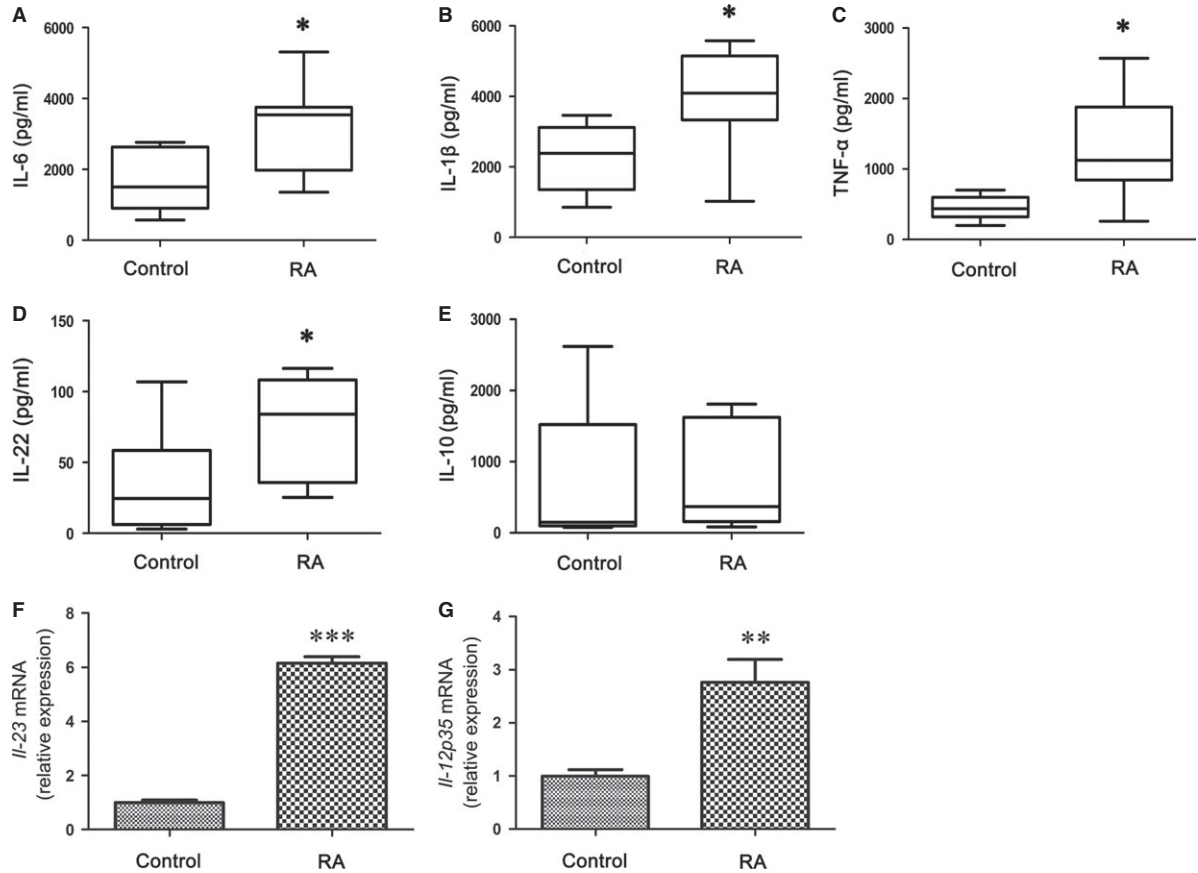 A
IL-6 (pg/ml)
6000
4000
2000
0
*
Control RA
B
IL-1β (pg/ml)
6000
4000
2000
0
*
Control RA
C
TNF-α (pg/ml)
3000
2000
1000
0
*
Control RA
D
IL-22 (pg/ml)
150
100
50
0
*
Control RA
E
IL-10 (pg/ml)
3000
2000
1000
0
Control RA
F
Il-23 mRNA
(relative expression)
8
6
4
2
0
***
Control RA
G
Il-12p35 mRNA
(relative expression)
4
3
2
1
0
**
Control RA